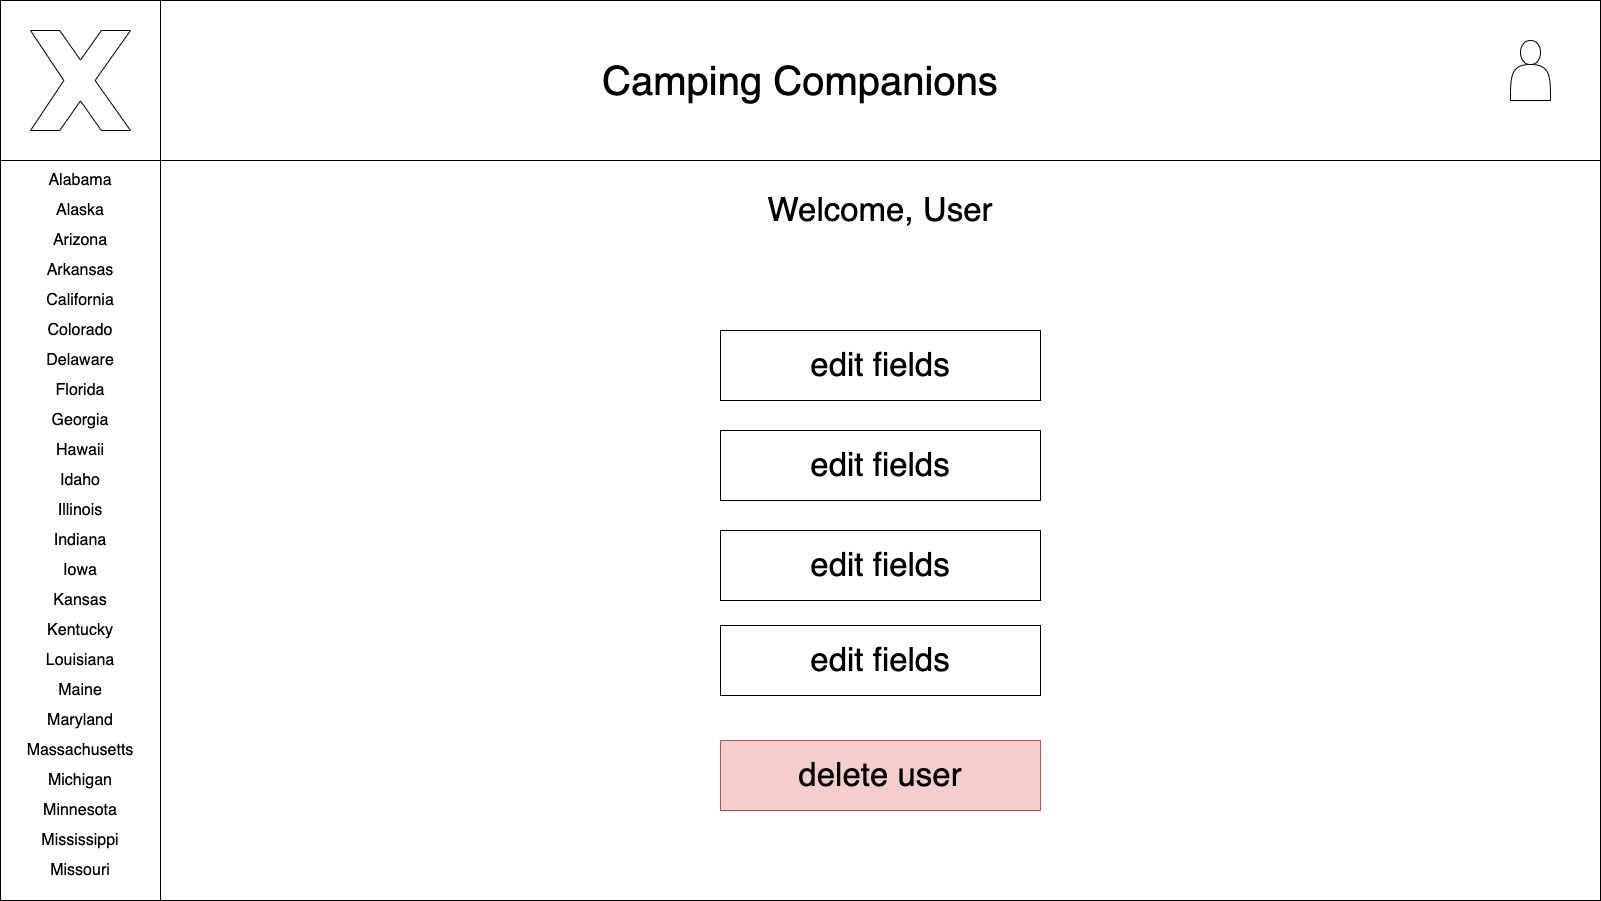 Camping Companions
Alabama
Alaska
Arizona
Arkansas
California
Colorado
Delaware
Florida
Georgia
Hawaii
Idaho
Illinois
Indiana
Iowa
Kansas
Kentucky
Louisiana
Maine
Maryland
Massachusetts
Michigan
Minnesota
Mississippi
Missouri
Welcome, User
edit fields
edit fields
edit fields
edit fields
delete user